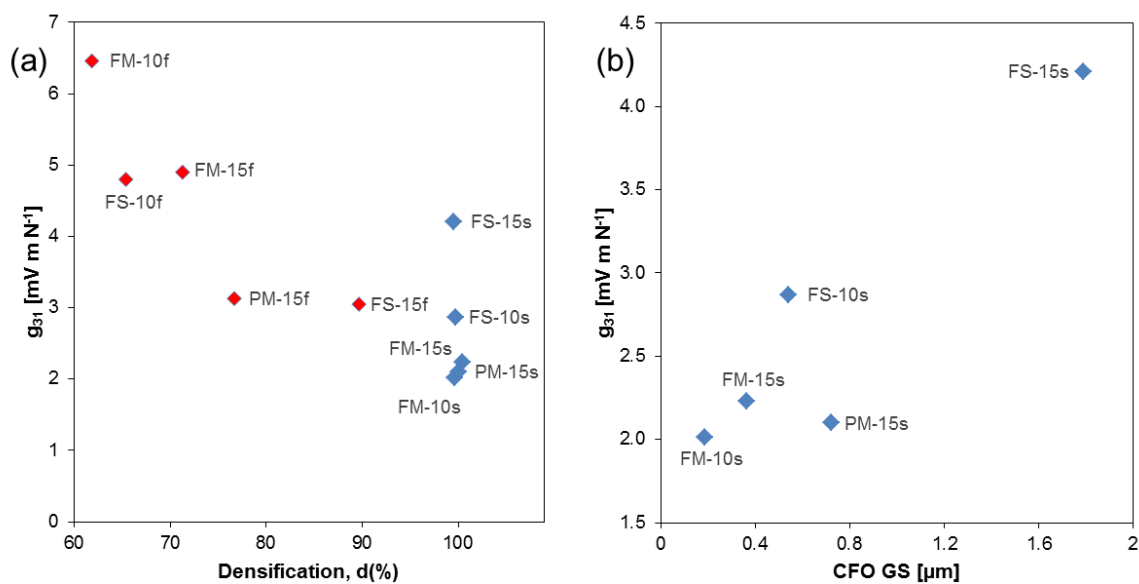 (a)
g₃₁ [mV m N⁻¹]
7
6
5
4
3
2
1
0
FM-10f
FM-15f
FS-10f
FS-15s
PM-15f
FS-15f
FS-10s
FM-15s
PM-15s
FM-10s
60
70
80
90
100
Densification, d(%)
(b)
g₃₁ [mV m N⁻¹]
4.5
4.0
3.5
3.0
2.5
2.0
1.5
FS-15s
FS-10s
FM-15s
PM-15s
FM-10s
0
0.4
0.8
1.2
1.6
2
CFO GS [µm]